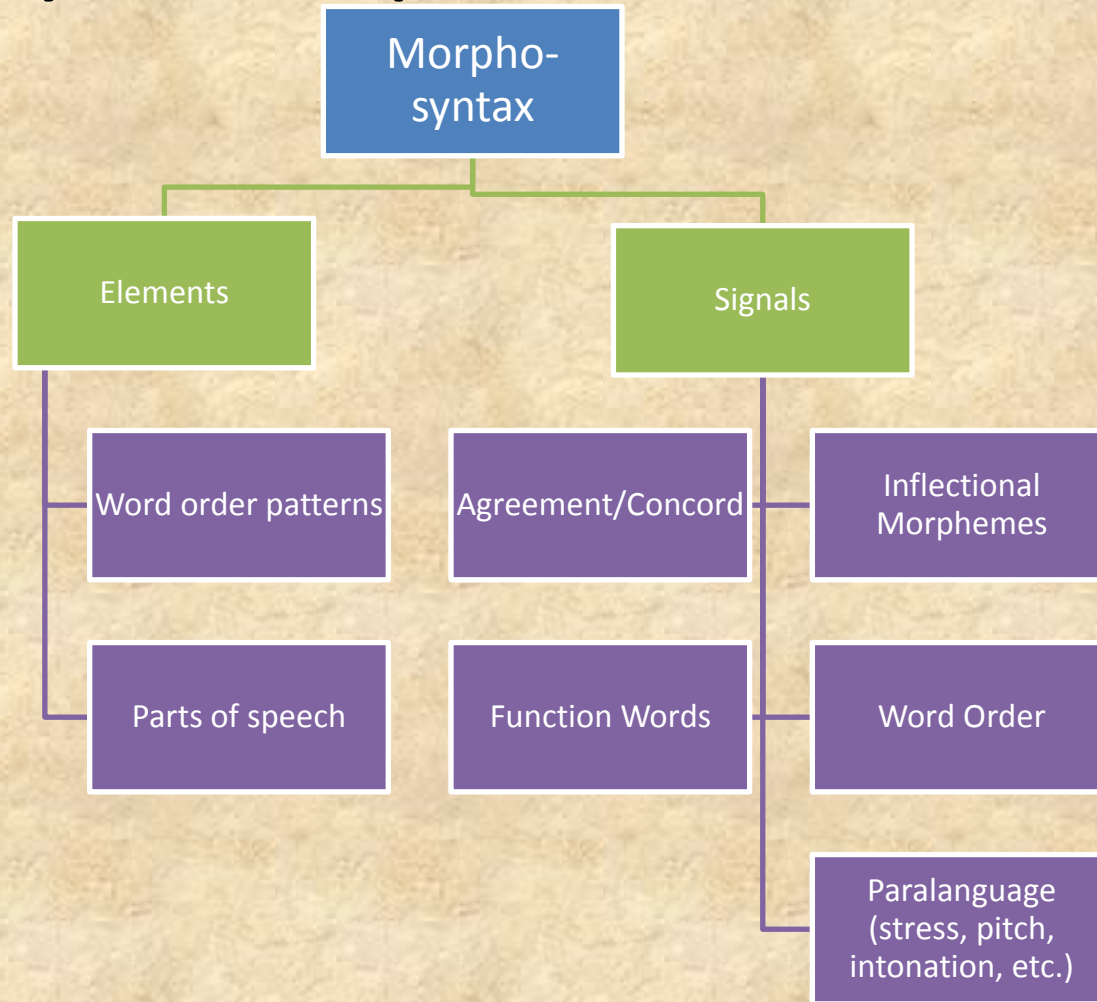 Morpho-
syntax
Elements
Signals
Word order patterns
Agreement/Concord
Inflectional
Morphemes
Parts of speech
Function Words
Word Order
Paralanguage
(stress, pitch,
intonation, etc.)